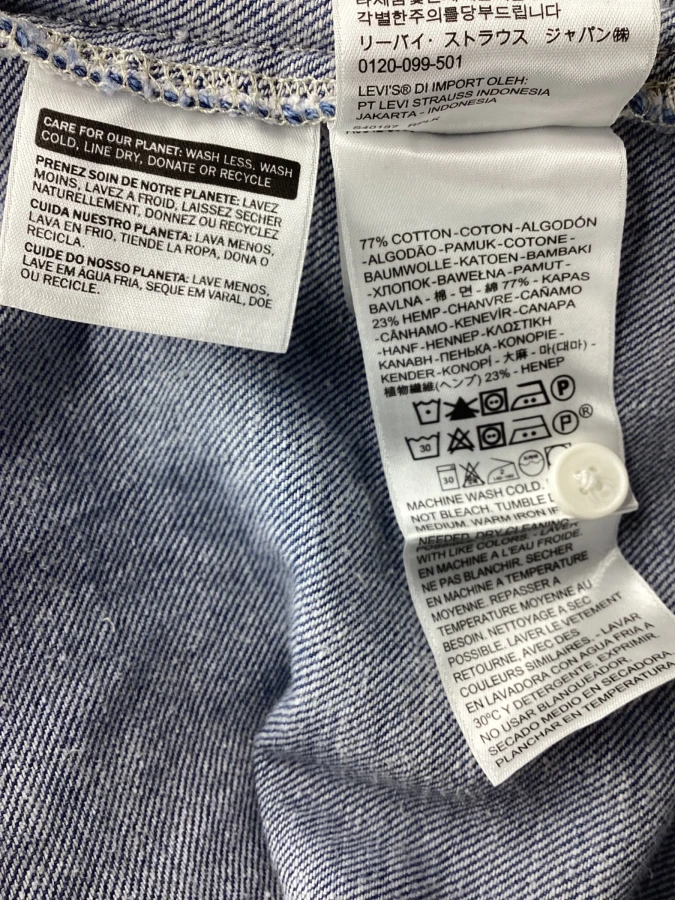 CARE FOR OUR PLANET: WASH LESS, WASH
COLD, LINE DRY, DONATE OR RECYCLE
PRENEZ SOIN DE NOTRE PLANETE: LAVEZ
MOINS, LAVEZ A FROID, LAISSEZ SECHER
NATURELLEMENT, DONNEZ OU RECYCLEZ
CUIDA NUESTRO PLANETA: LAVA MENOS,
LAVA EN FRIO, TIENDE LA ROPA, DONA O
RECICLA.
CUIDE DO NOSSO PLANETA: LAVE MENOS,
LAVE EM ÁGUA FRIA, SEQUE EM VARAL, DOE
OU RECICLE.
각별한주의를당부드립니다
リーバイ・ストラウス ジャパン㈱
0120-099-501
LEVI'S® DI IMPORT OLEH:
PT LEVI STRAUSS INDONESIA
JAKARTA - INDONESIA
77% COTTON-COTON-ALGODÓN
-ALGODÃO-PAMUK-COTONE-
BAUMWOLLE-KATOEN-BAMBAKI
-ХЛОПОК-BAWEŁNA-PAMUT-
BAVLNA-棉-면-綿 77%-KAPAS
23% HEMP-CHANVRE-CAÑAMO
-CÂNHAMO-KENEVİR-CANAPA
-HANF-HENNEP-ΚΛΩΣΤΙΚΗ
ΚΑΝΑΒΗ-ПЕНЬКА-KONOPIE-
KENDER-KONOPÍ-大麻-마(대마)-
植物繊維(ヘンプ) 23%-HENEP
P
30 P®
30
MACHINE WASH COLD.
NOT BLEACH. TUMBLE
MEDIUM. WARM IRON IF
NEEDED. DRY CLEANING
WITH LIKE COLORS. - LAVER
EN MACHINE A L'EAU FROIDE.
NE PAS BLANCHIR. SECHER
EN MACHINE A TEMPERATURE
MOYENNE. REPASSER A
TEMPERATURE MOYENNE AU
BESOIN. NETTOYAGE A SEC
POSSIBLE. LAVER LE VETEMENT
RETOURNE, AVEC DES
COULEURS SIMILAIRES. - LAVAR
EN LAVADORA CON AGUA FRIA A
30ºC Y DETERGENTE. EXPRIMIR.
NO USAR BLANQUEADOR.
SECADO MEDIO EN SECADORA.
PLANCHAR EN TEMPERATURA